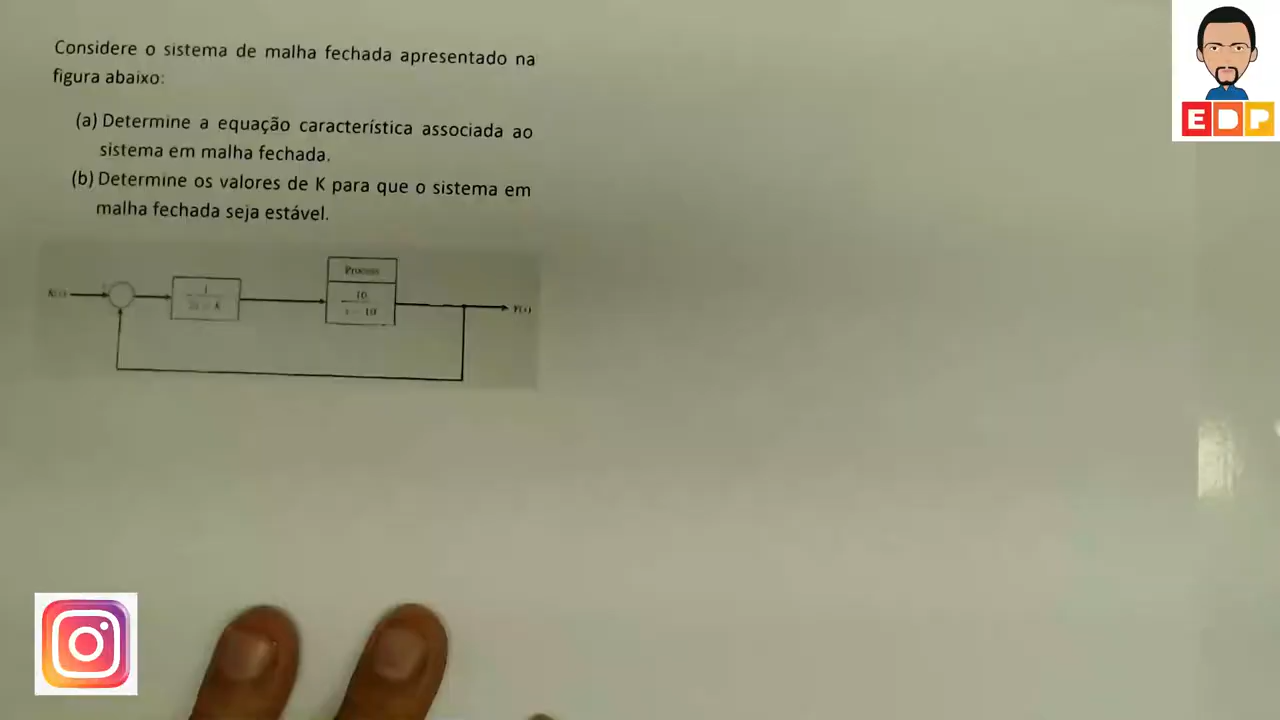 Considere o sistema de malha fechada apresentado na
figura abaixo:
(a) Determine a equação característica associada ao
sistema em malha fechada.
(b) Determine os valores de K para que o sistema em
malha fechada seja estável.
Process
1
10
R(s)
Y(s)
EDP